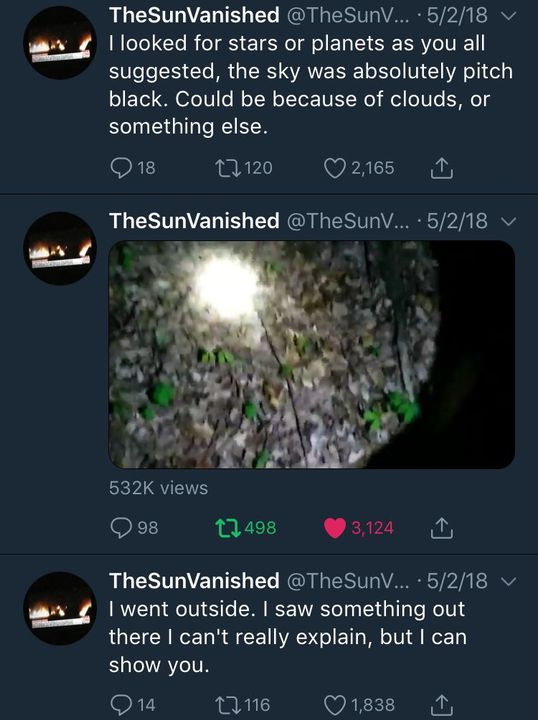 TheSunVanished @TheSunV... · 5/2/18
I looked for stars or planets as you all
suggested, the sky was absolutely pitch
black. Could be because of clouds, or
something else.
18 120 2,165
TheSunVanished @TheSunV... · 5/2/18
532K views
98 498 3,124
TheSunVanished @TheSunV... · 5/2/18
I went outside. I saw something out
there I can't really explain, but I can
show you.
14 116 1,838